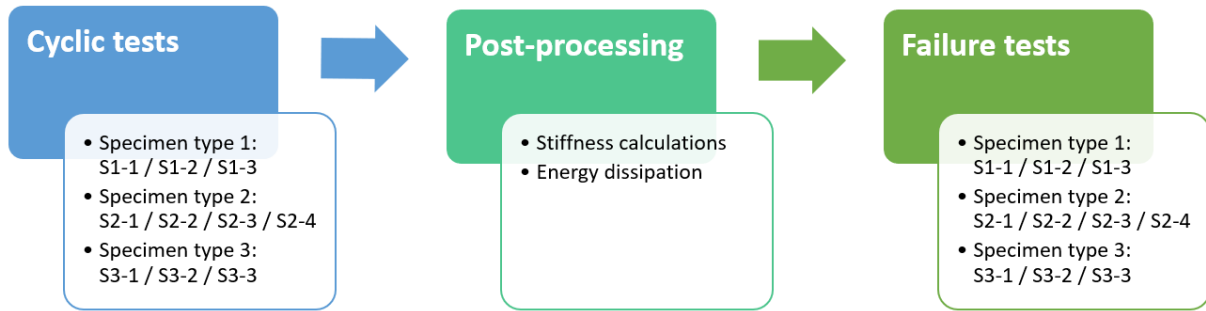 Cyclic tests
• Specimen type 1:
S1-1 / S1-2 / S1-3
• Specimen type 2:
S2-1 / S2-2 / S2-3 / S2-4
• Specimen type 3:
S3-1 / S3-2 / S3-3
Post-processing
• Stiffness calculations
• Energy dissipation
Failure tests
• Specimen type 1:
S1-1 / S1-2 / S1-3
• Specimen type 2:
S2-1 / S2-2 / S2-3 / S2-4
• Specimen type 3:
S3-1 / S3-2 / S3-3